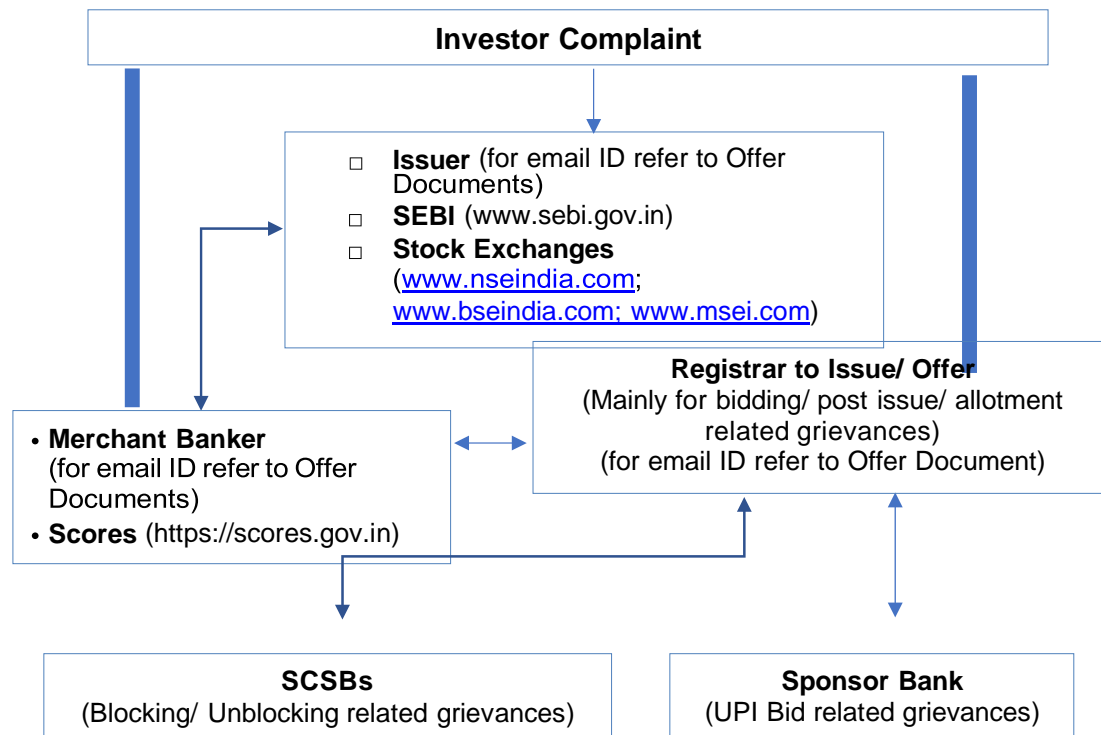 Investor Complaint
□ Issuer (for email ID refer to Offer
Documents)
□ SEBI (www.sebi.gov.in)
□ Stock Exchanges
(www.nseindia.com;
www.bseindia.com; www.msei.com)
Registrar to Issue/ Offer
(Mainly for bidding/ post issue/ allotment
related grievances)
(for email ID refer to Offer Document)
• Merchant Banker
(for email ID refer to Offer
Documents)
• Scores (https://scores.gov.in)
SCSBs
(Blocking/ Unblocking related grievances)
Sponsor Bank
(UPI Bid related grievances)